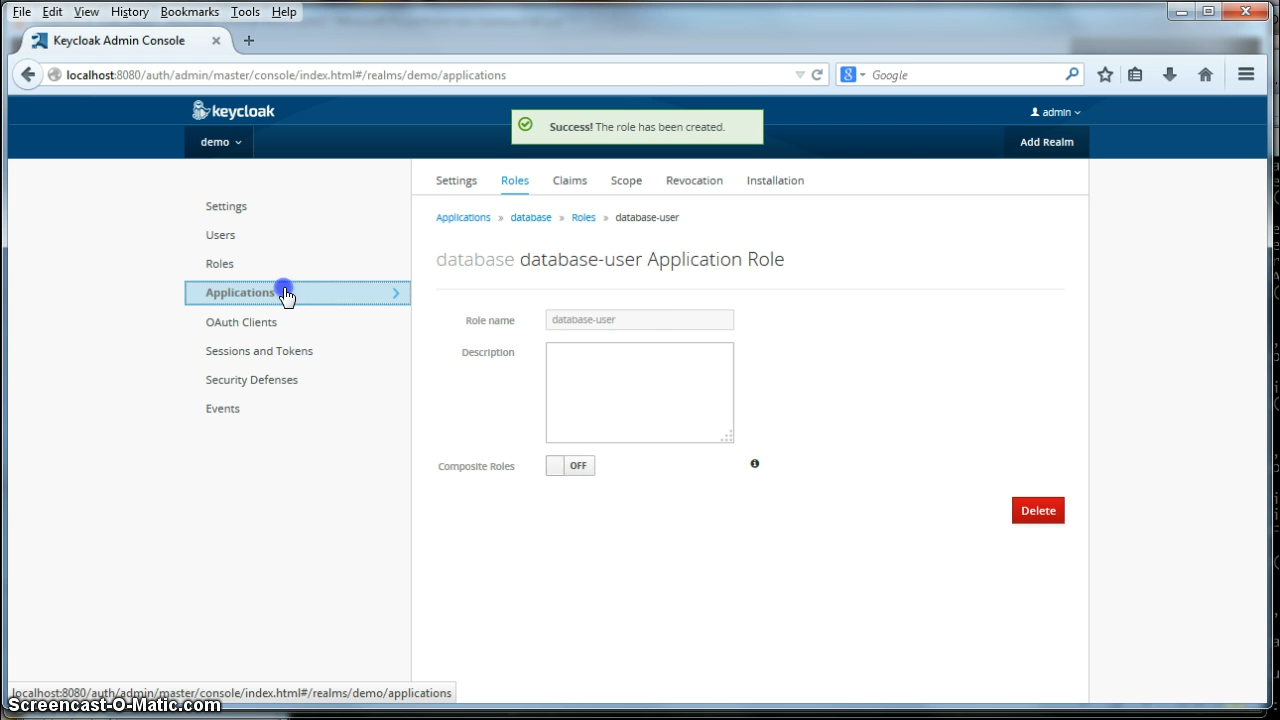 File Edit View History Bookmarks Tools Help
Keycloak Admin Console
localhost:8080/auth/admin/master/console/index.html#/realms/demo/applications
Google
keycloak
admin
Success! The role has been created.
demo
Add Realm
Settings
Users
Roles
Applications
OAuth Clients
Sessions and Tokens
Security Defenses
Events
Settings Roles Claims Scope Revocation Installation
Applications » database » Roles » database-user
database database-user Application Role
Role name
database-user
Description
Composite Roles
OFF
Delete
localhost:8080/auth/admin/master/console/index.html#/realms/demo/applications
Screencast-O-Matic.com